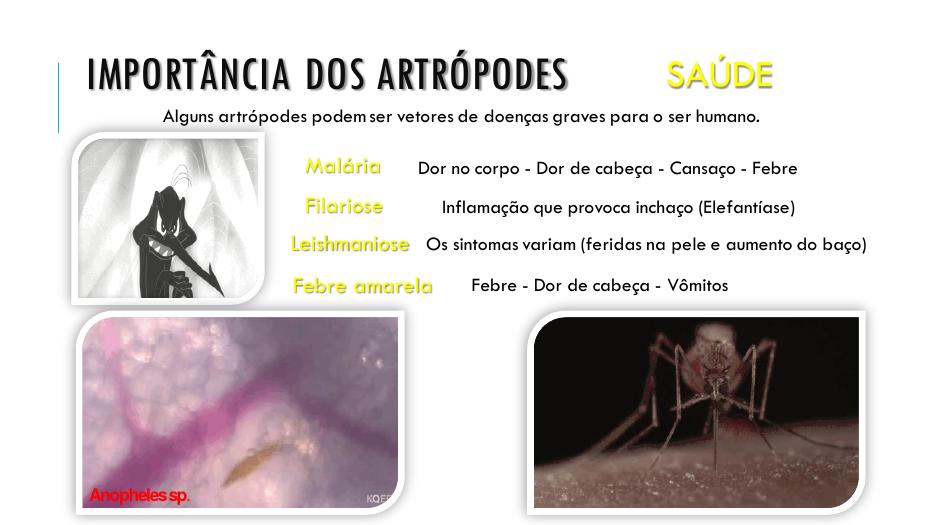 IMPORTÂNCIA DOS ARTRÓPODES SAÚDE
Alguns artrópodes podem ser vetores de doenças graves para o ser humano.
Malária Dor no corpo - Dor de cabeça - Cansaço - Febre
Filariose Inflamação que provoca inchaço (Elefantíase)
Leishmaniose Os sintomas variam (feridas na pele e aumento do baço)
Febre amarela Febre - Dor de cabeça - Vômitos
Anopheles sp.